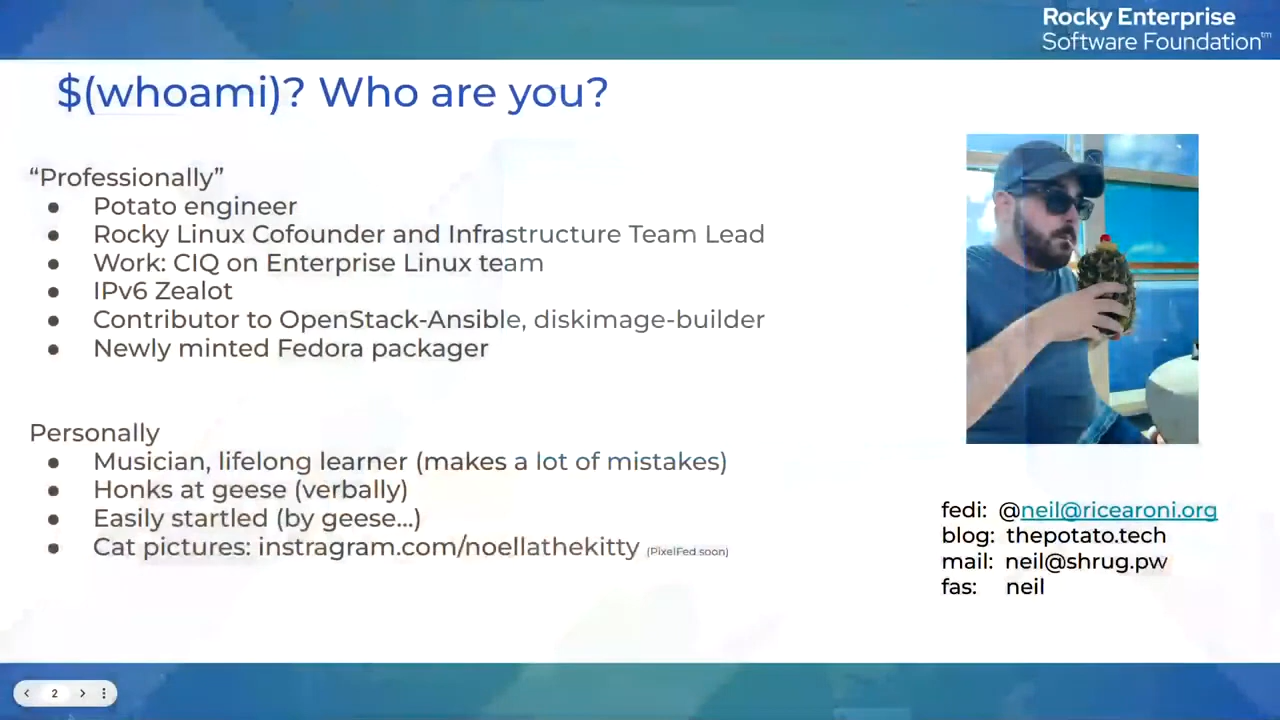 Rocky Enterprise
Software Foundation™
$(whoami)? Who are you?
“Professionally”
● Potato engineer
● Rocky Linux Cofounder and Infrastructure Team Lead
● Work: CIQ on Enterprise Linux team
● IPv6 Zealot
● Contributor to OpenStack-Ansible, diskimage-builder
● Newly minted Fedora packager
Personally
● Musician, lifelong learner (makes a lot of mistakes)
● Honks at geese (verbally)
● Easily startled (by geese...)
● Cat pictures: instragram.com/noellathekitty (PixelFed soon)
fedi: @neil@ricearoni.org
blog: thepotato.tech
mail: neil@shrug.pw
fas: neil
2